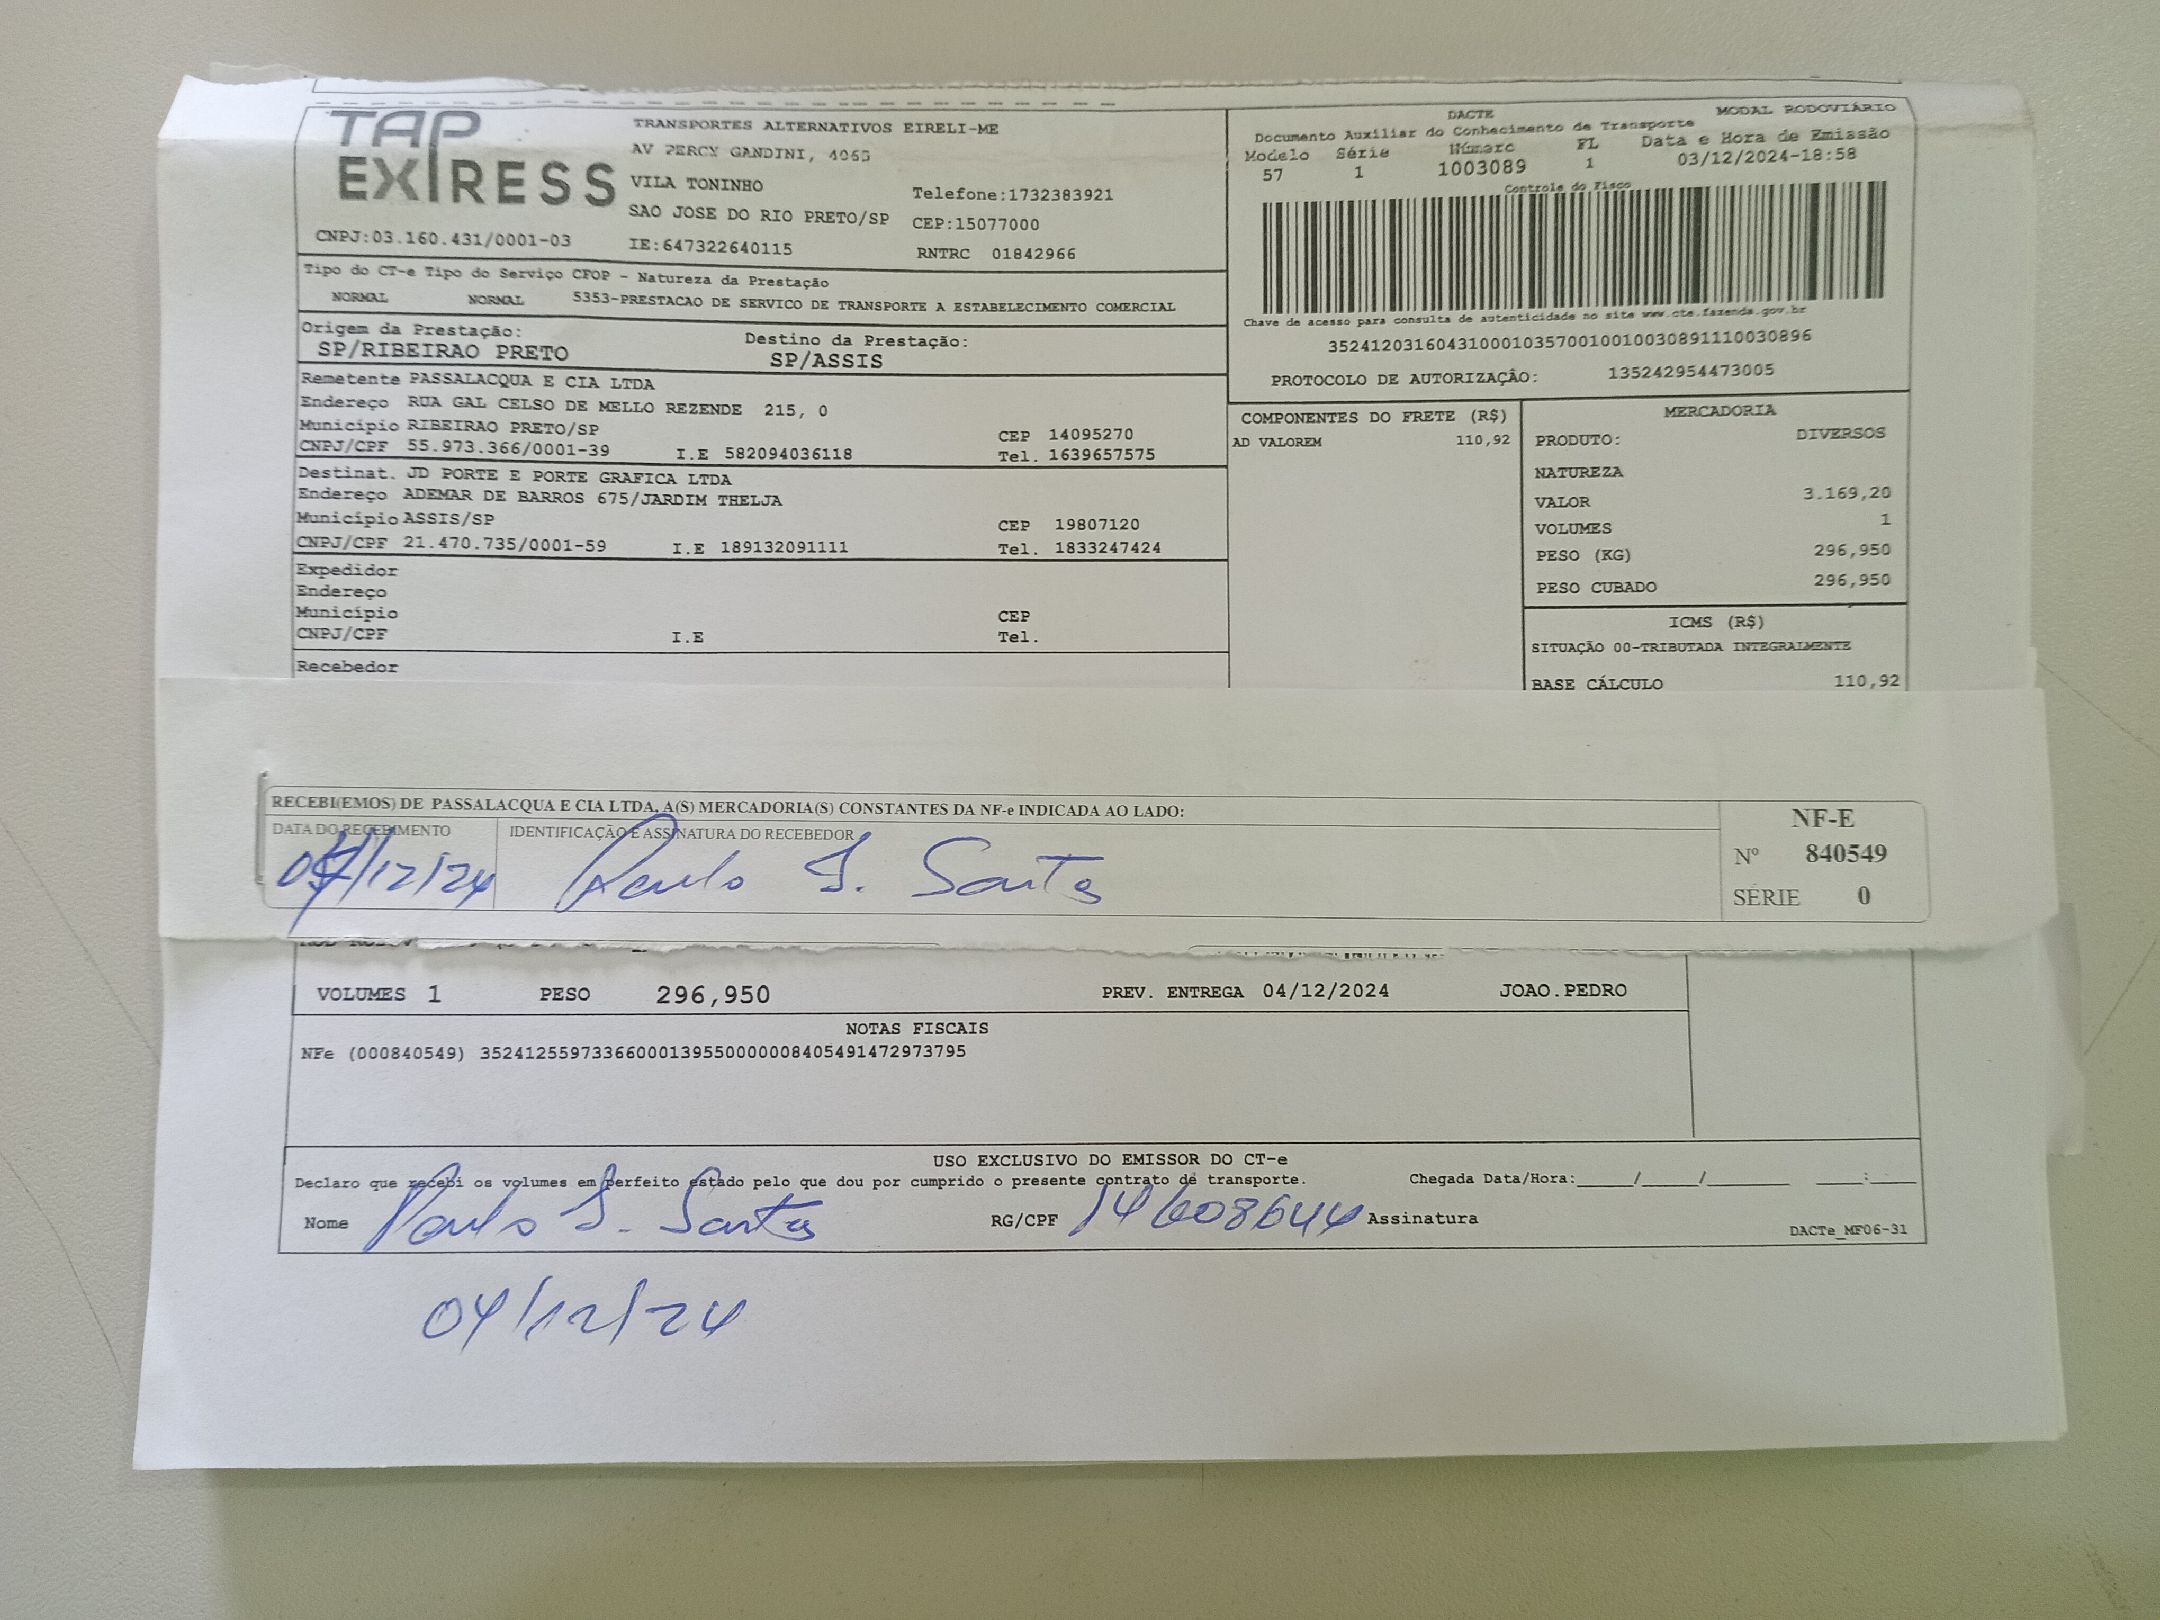 TAP
EXPRESS
TRANSPORTES ALTERNATIVOS EIRELI-ME
AV PERCY GANDINI, 4065
VILA TONINHO
Telefone:1732383921
SAO JOSE DO RIO PRETO/SP CEP:15077000
CNPJ:03.160.431/0001-03 IE:647322640115 RNTRC 01842966
DACTE MODAL RODOVIÁRIO
Documento Auxiliar do Conhecimento de Transporte
Modelo Série Número FL Data e Hora de Emissão
57 1 1003089 1 03/12/2024-18:58
Controle do Fisco
Chave de acesso para consulta de autenticidade no site www.cte.fazenda.gov.br
35241203160431000103570010010030891110030896
PROTOCOLO DE AUTORIZAÇÂO: 135242954473005
Tipo do CT-e Tipo do Serviço CFOP - Natureza da Prestação
NORMAL NORMAL 5353-PRESTACAO DE SERVICO DE TRANSPORTE A ESTABELECIMENTO COMERCIAL
Origem da Prestação: Destino da Prestação:
SP/RIBEIRAO PRETO SP/ASSIS
Remetente PASSALACQUA E CIA LTDA
Endereço RUA GAL CELSO DE MELLO REZENDE 215, 0
Município RIBEIRAO PRETO/SP CEP 14095270
CNPJ/CPF 55.973.366/0001-39 I.E 582094036118 Tel. 1639657575
Destinat. JD PORTE E PORTE GRAFICA LTDA
Endereço ADEMAR DE BARROS 675/JARDIM THELJA
Município ASSIS/SP CEP 19807120
CNPJ/CPF 21.470.735/0001-59 I.E 189132091111 Tel. 1833247424
Expedidor
Endereço
Município CEP
CNPJ/CPF I.E Tel.
Recebedor
COMPONENTES DO FRETE (R$)
AD VALOREM 110,92
MERCADORIA
PRODUTO: DIVERSOS
NATUREZA
VALOR 3.169,20
VOLUMES 1
PESO (KG) 296,950
PESO CUBADO 296,950
ICMS (R$)
SITUAÇÃO 00-TRIBUTADA INTEGRALMENTE
BASE CÁLCULO 110,92
RECEBI(EMOS) DE PASSALACQUA E CIA LTDA, A(S) MERCADORIA(S) CONSTANTES DA NF-e INDICADA AO LADO:
DATA DO RECEBIMENTO IDENTIFICAÇÃO E ASSINATURA DO RECEBEDOR
/12/24 Paulo S. Santos
NF-E
Nº 840549
SÉRIE 0
VOLUMES 1 PESO 296,950 PREV. ENTREGA 04/12/2024 JOAO.PEDRO
NOTAS FISCAIS
NFe (000840549) 35241255973366000139550000008405491472973795
USO EXCLUSIVO DO EMISSOR DO CT-e
Declaro que recebi os volumes em perfeito estado pelo que dou por cumprido o presente contrato de transporte. Chegada Data/Hora:____/____/______ ____:____
Nome Paulo S. Santos RG/CPF 146088644 Assinatura
DACTe_MF06-31
04/12/24